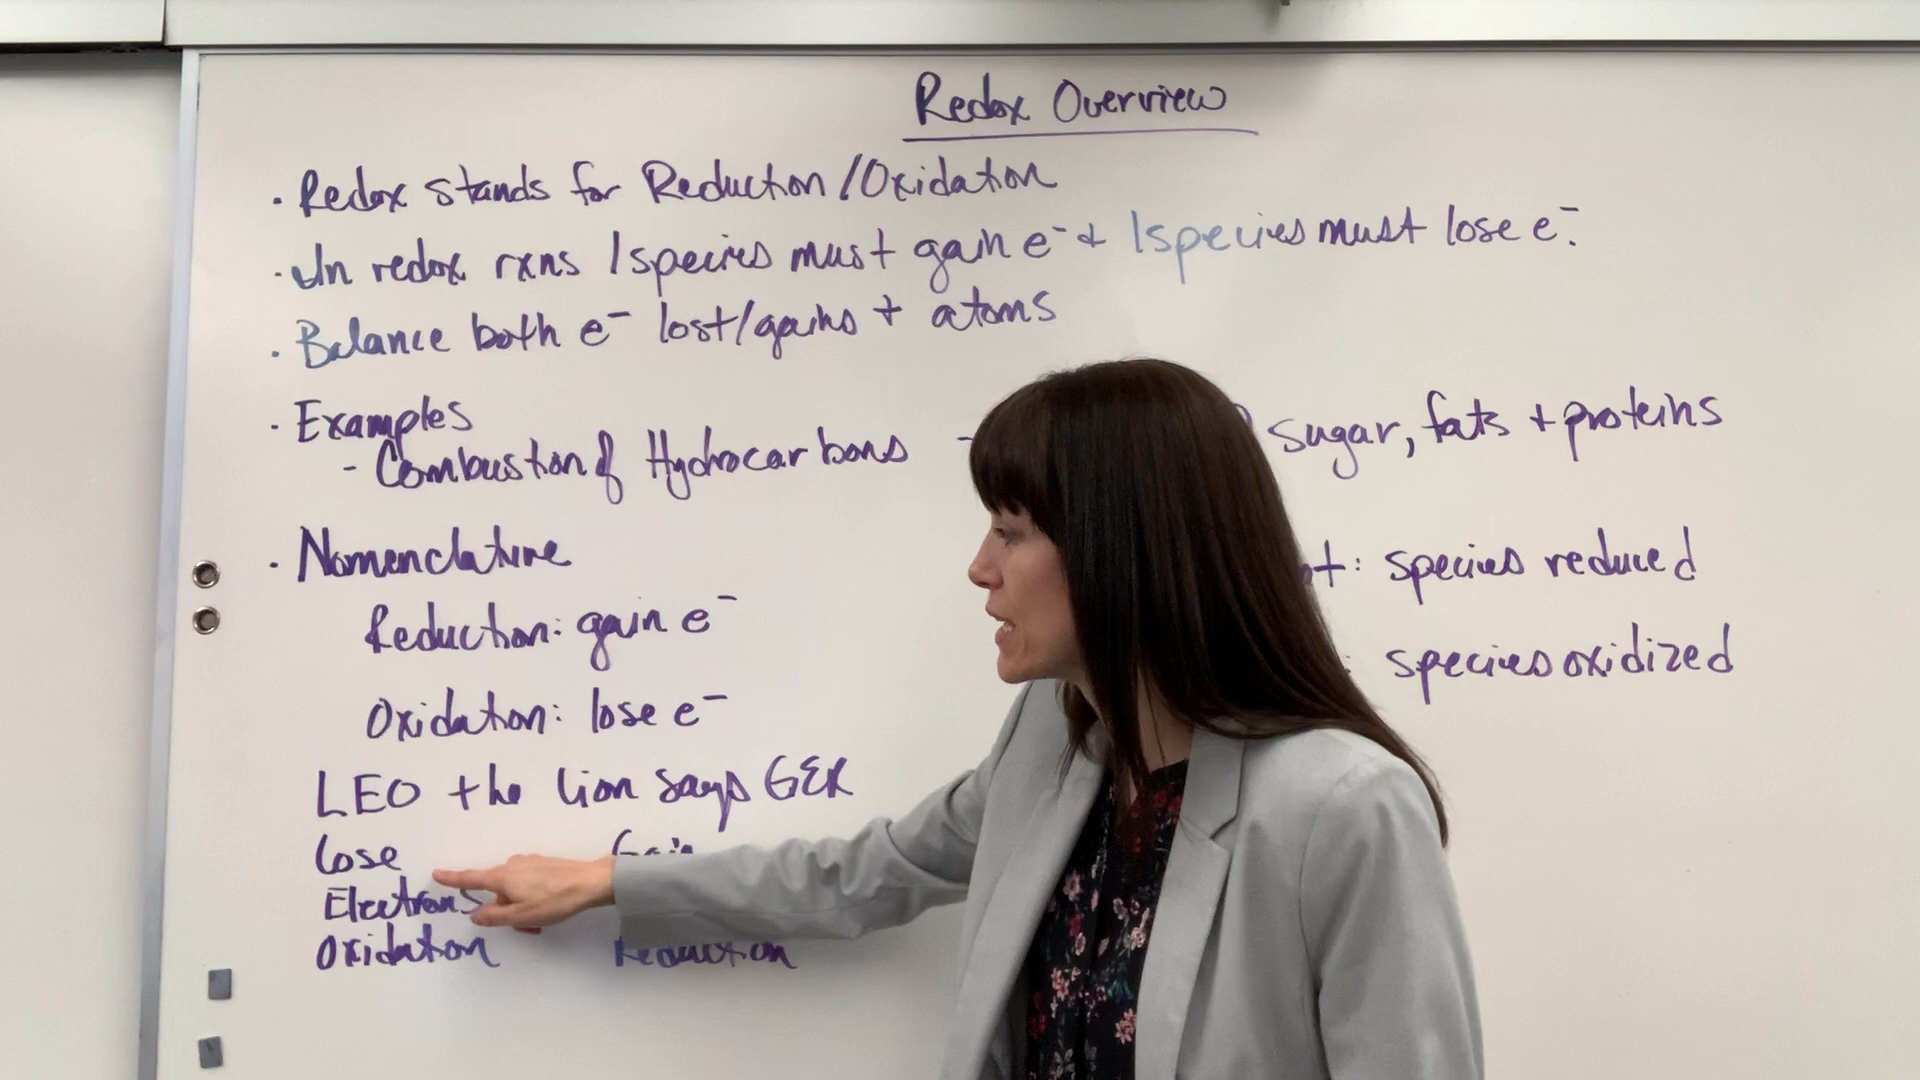 Redox Overview
· Redox stands for Reduction/Oxidation
· In redox rxns 1 species must gain e⁻ + 1 species must lose e⁻.
· Balance both e⁻ lost/gains + atoms
· Examples
- Combustion of Hydrocarbons - sugar, fats + proteins
· Nomenclature
Reduction: gain e⁻ : species reduced
Oxidation: lose e⁻ : species oxidized
LEO the lion says GER
Lose Gain
Electrons
Oxidation Reduction